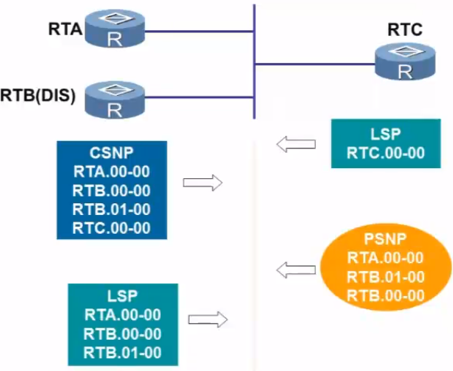 RTA
R
RTC
R
RTB(DIS)
R
LSP
RTC.00-00
CSNP
RTA.00-00
RTB.00-00
RTB.01-00
RTC.00-00
PSNP
RTA.00-00
RTB.01-00
RTB.00-00
LSP
RTA.00-00
RTB.00-00
RTB.01-00